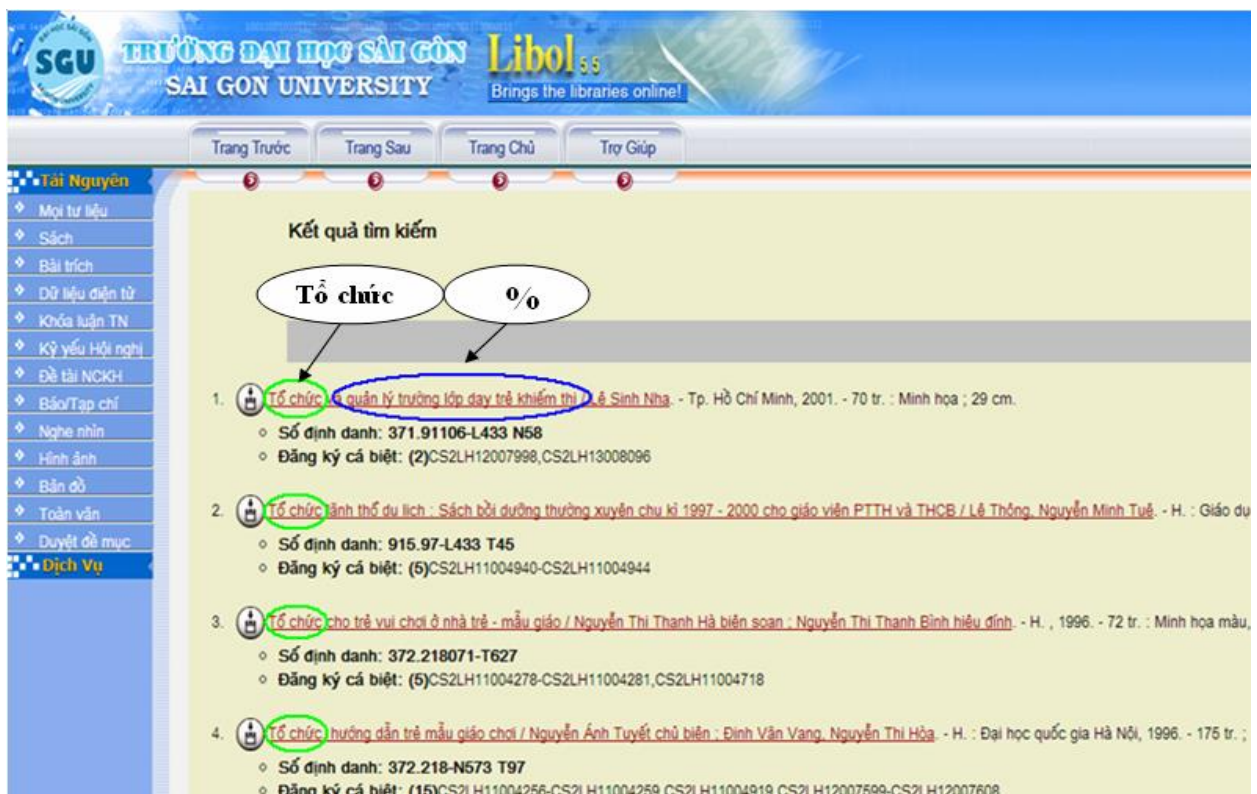 SGU
TRƯỜNG ĐẠI HỌC SÀI GÒN
SAI GON UNIVERSITY
Libol 5.5
Brings the libraries online!
Trang Trước
Trang Sau
Trang Chủ
Trợ Giúp
Tài Nguyên
Mọi tư liệu
Sách
Bài trích
Dữ liệu điện tử
Khóa luận TN
Kỷ yếu Hội nghị
Đề tài NCKH
Báo/Tạp chí
Nghe nhìn
Hình ảnh
Bản đồ
Toàn văn
Duyệt đề mục
Dịch Vụ
Kết quả tìm kiếm
Tổ chức
%
1. Tổ chức và quản lý trường lớp dạy trẻ khiếm thị / Lê Sinh Nha. - Tp. Hồ Chí Minh, 2001. - 70 tr. : Minh họa ; 29 cm.
Số định danh: 371.91106-L433 N58
Đăng ký cá biệt: (2)CS2LH12007998,CS2LH13008096
2. Tổ chức lãnh thổ du lịch : Sách bồi dưỡng thường xuyên chu kì 1997 - 2000 cho giáo viên PTTH và THCB / Lê Thông, Nguyễn Minh Tuệ. - H. : Giáo dụ
Số định danh: 915.97-L433 T45
Đăng ký cá biệt: (5)CS2LH11004940-CS2LH11004944
3. Tổ chức cho trẻ vui chơi ở nhà trẻ - mẫu giáo / Nguyễn Thị Thanh Hà biên soạn ; Nguyễn Thị Thanh Bình hiệu đính. - H. , 1996. - 72 tr. : Minh họa màu,
Số định danh: 372.218071-T627
Đăng ký cá biệt: (5)CS2LH11004278-CS2LH11004281,CS2LH11004718
4. Tổ chức hướng dẫn trẻ mẫu giáo chơi / Nguyễn Ánh Tuyết chủ biên ; Đinh Văn Vang, Nguyễn Thị Hòa. - H. : Đại học quốc gia Hà Nội, 1996. - 175 tr. ;
Số định danh: 372.218-N573 T97
Đăng ký cá biệt: (15)CS2LH11004256-CS2LH11004259,CS2LH11004919,CS2LH12007599-CS2LH12007608